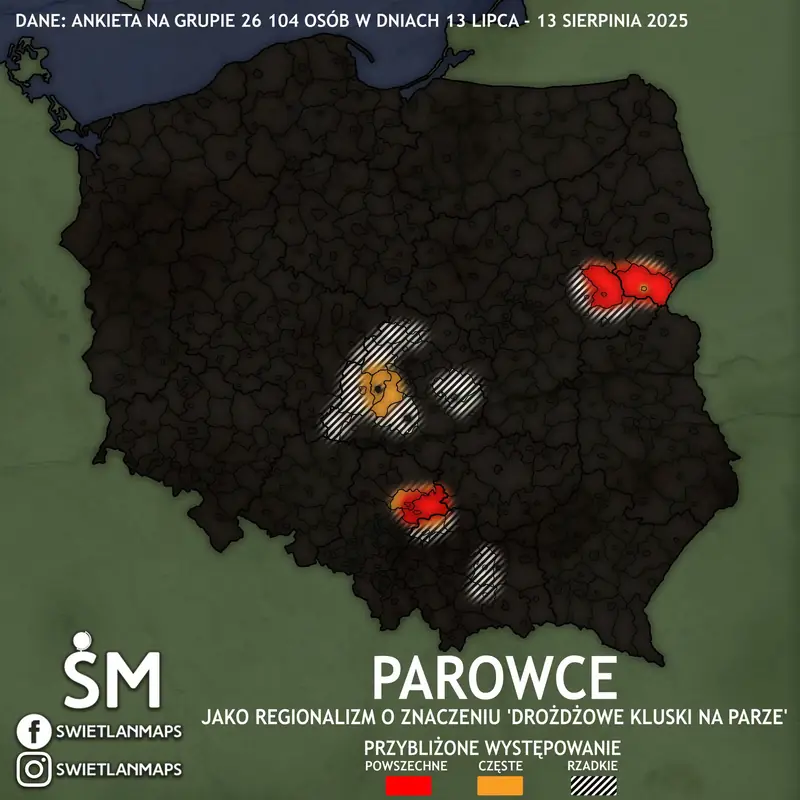 DANE: ANKIETA NA GRUPIE 26 104 OSÓB W DNIACH 13 LIPCA - 13 SIERPINIA 2025
ŚM
SWIETLANMAPS
SWIETLANMAPS
PAROWCE
JAKO REGIONALIZM O ZNACZENIU 'DROŻDŻOWE KLUSKI NA PARZE'
PRZYBLIŻONE WYSTĘPOWANIE
POWSZECHNE CZĘSTE RZADKIE